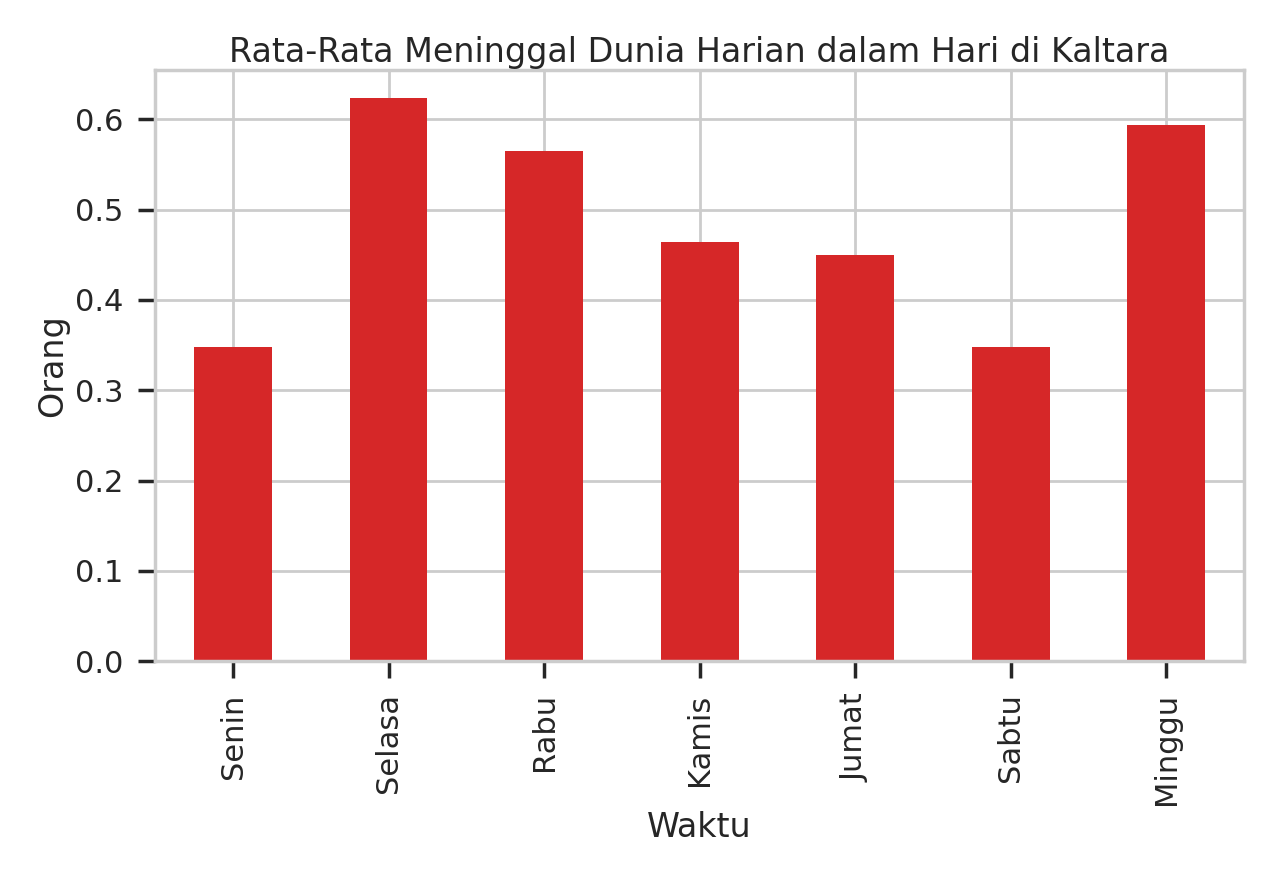 Rata-Rata Meninggal Dunia Harian dalam Hari di Kaltara
0.6
0.5
0.4
0.3
0.2
0.1
0.0
Orang
Senin
Selasa
Rabu
Kamis
Jumat
Sabtu
Minggu
Waktu